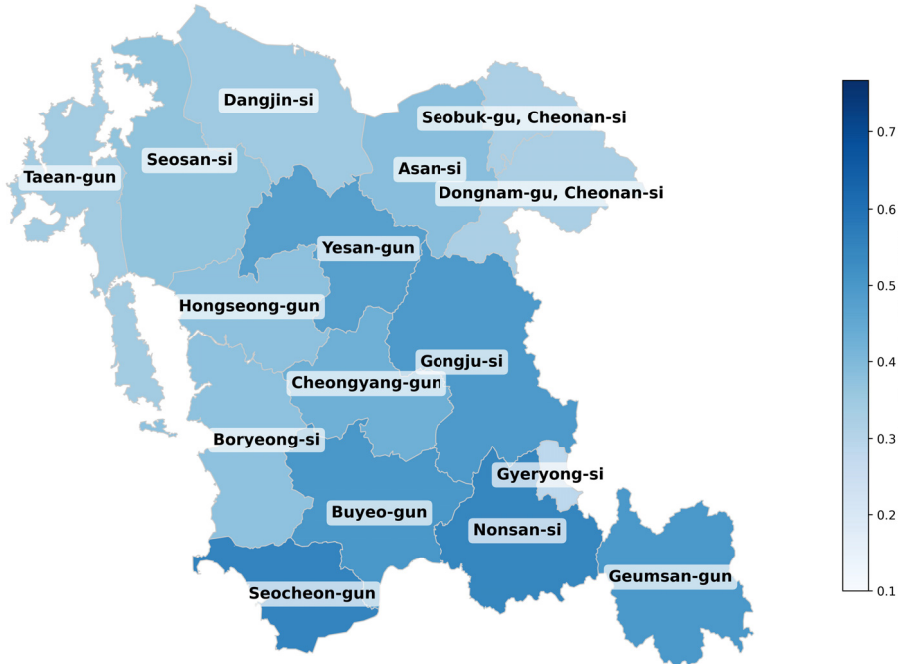 Dangjin-si
Seobuk-gu, Cheonan-si
Seosan-si
Asan-si
Taean-gun
Dongnam-gu, Cheonan-si
Yesan-gun
Hongseong-gun
Gongju-si
Cheongyang-gun
Boryeong-si
Gyeryong-si
Buyeo-gun
Nonsan-si
Geumsan-gun
Seocheon-gun
0.7
0.6
0.5
0.4
0.3
0.2
0.1